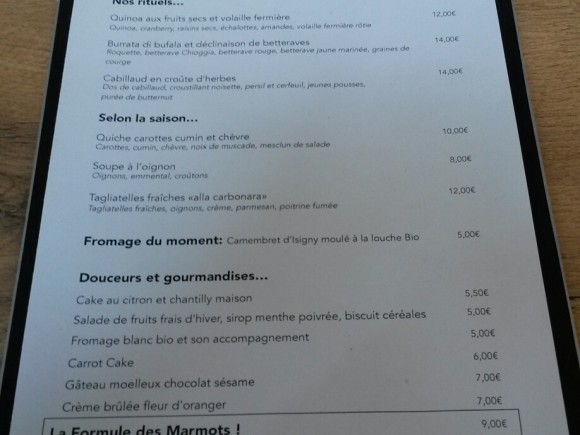 Nos rituels...
Quinoa aux fruits secs et volaille fermière 12,00€
Quinoa, cranberry, raisins secs, échalottes, amandes, volaille fermière rôtie
Burrata di bufala et déclinaison de betteraves 14,00€
Roquette, betterave Chioggia, betterave rouge, betterave jaune marinée, graines de
courge
Cabillaud en croûte d'herbes 14,00€
Dos de cabillaud, croustillant noisette, persil et cerfeuil, jeunes pousses,
purée de butternut
Selon la saison...
Quiche carottes cumin et chèvre 10,00€
Carottes, cumin, chèvre, noix de muscade, mesclun de salade
Soupe à l'oignon 8,00€
Oignons, emmental, croûtons
Tagliatelles fraîches «alla carbonara» 12,00€
Tagliatelles fraîches, oignons, crème, parmesan, poitrine fumée
Fromage du moment: Camembret d'Isigny moulé à la louche Bio 5,00€
Douceurs et gourmandises...
Cake au citron et chantilly maison 5,50€
Salade de fruits frais d'hiver, sirop menthe poivrée, biscuit céréales 5,00€
Fromage blanc bio et son accompagnement 5,00€
Carrot Cake 6,00€
Gâteau moelleux chocolat sésame 7,00€
Crème brûlée fleur d'oranger 7,00€
La Formule des Marmots ! 9,00€